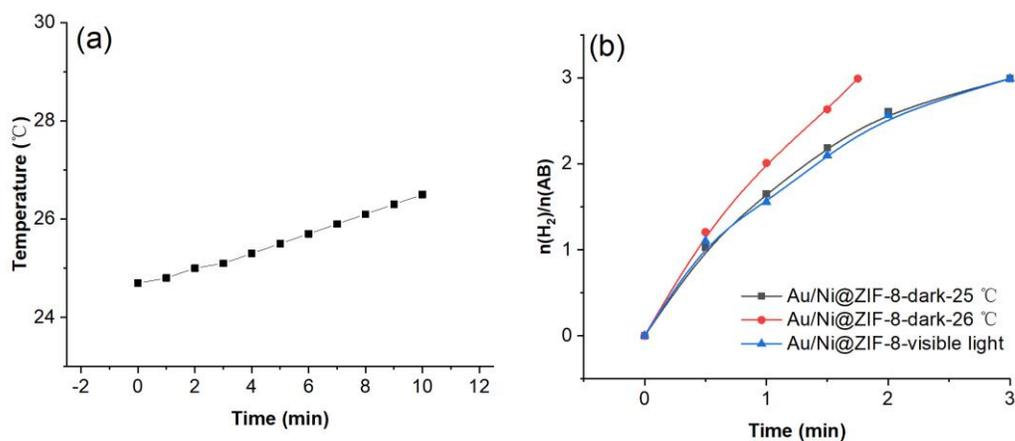 (a)
30
28
26
24
-2 0 2 4 6 8 10 12
Temperature (℃)
Time (min)
(b)
3
2
1
0
0 1 2 3
n(H₂)/n(AB)
Time (min)
Au/Ni@ZIF-8-dark-25 ℃
Au/Ni@ZIF-8-dark-26 ℃
Au/Ni@ZIF-8-visible light